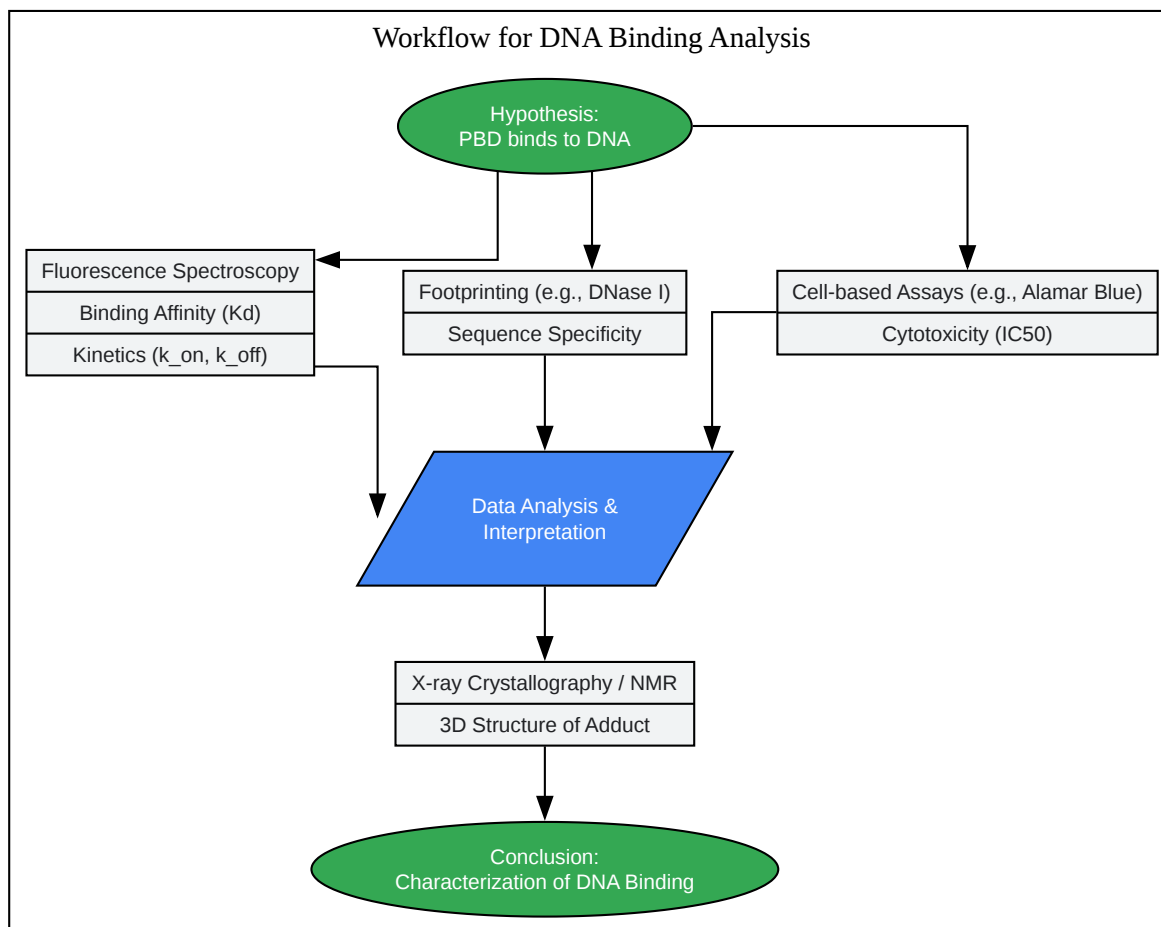 Workflow for DNA Binding Analysis
Hypothesis:
PBD binds to DNA
Fluorescence Spectroscopy
Binding Affinity (Kd)
Kinetics (k_on, k_off)
Footprinting (e.g., DNase I)
Sequence Specificity
Cell-based Assays (e.g., Alamar Blue)
Cytotoxicity (IC50)
Data Analysis &
Interpretation
X-ray Crystallography / NMR
3D Structure of Adduct
Conclusion:
Characterization of DNA Binding